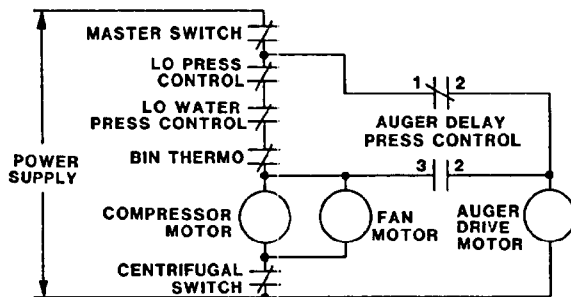 MASTER SWITCH
LO PRESS
CONTROL
1 2
LO WATER
PRESS CONTROL
AUGER DELAY
PRESS CONTROL
BIN THERMO
POWER
SUPPLY
3 2
COMPRESSOR
MOTOR
FAN
MOTOR
AUGER
DRIVE
MOTOR
CENTRIFUGAL
SWITCH